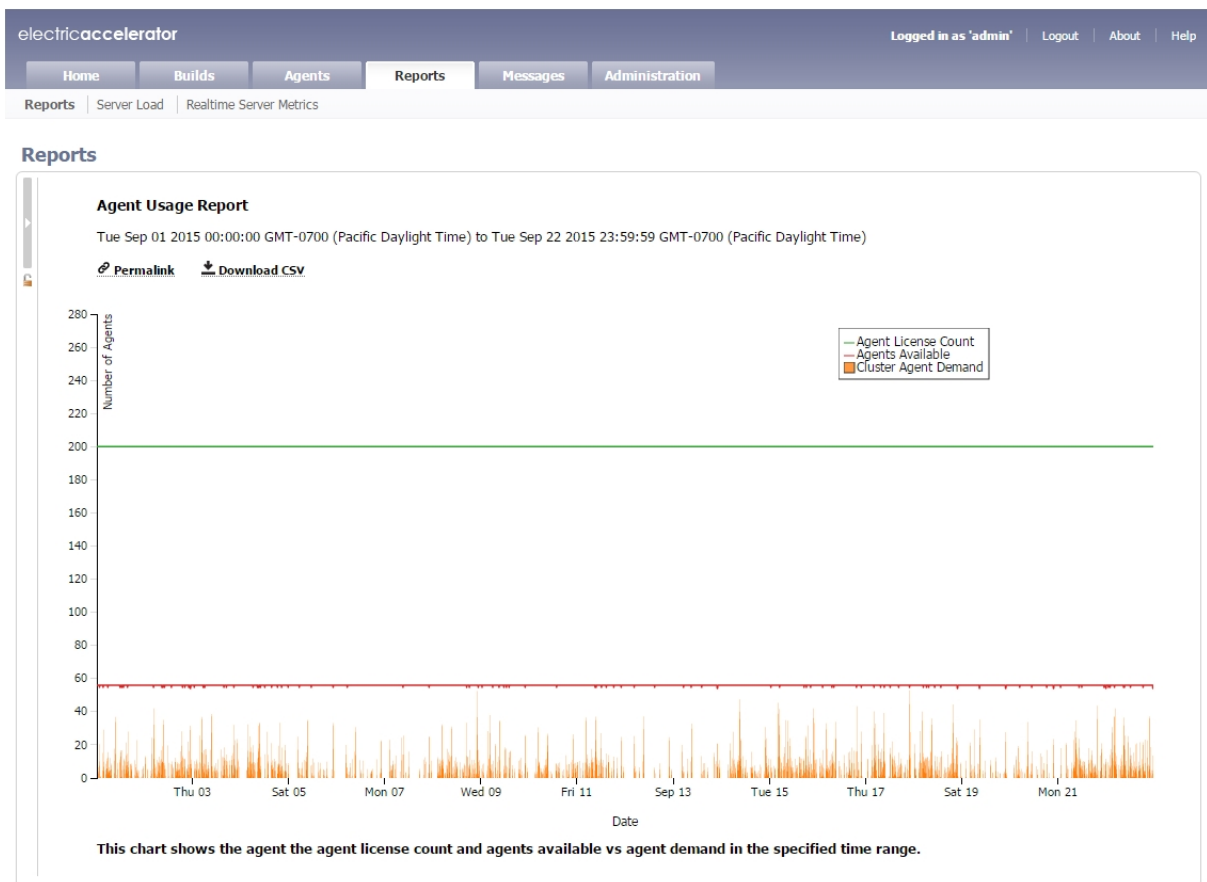 electricaccelerator
Logged in as 'admin' Logout About Help
Home Builds Agents Reports Messages Administration
Reports Server Load Realtime Server Metrics
Reports
Agent Usage Report
Tue Sep 01 2015 00:00:00 GMT-0700 (Pacific Daylight Time) to Tue Sep 22 2015 23:59:59 GMT-0700 (Pacific Daylight Time)
Permalink Download CSV
Number of Agents
280
260
240
220
200
180
160
140
120
100
80
60
40
20
0
Agent License Count
Agents Available
Cluster Agent Demand
Thu 03 Sat 05 Mon 07 Wed 09 Fri 11 Sep 13 Tue 15 Thu 17 Sat 19 Mon 21
Date
This chart shows the agent the agent license count and agents available vs agent demand in the specified time range.